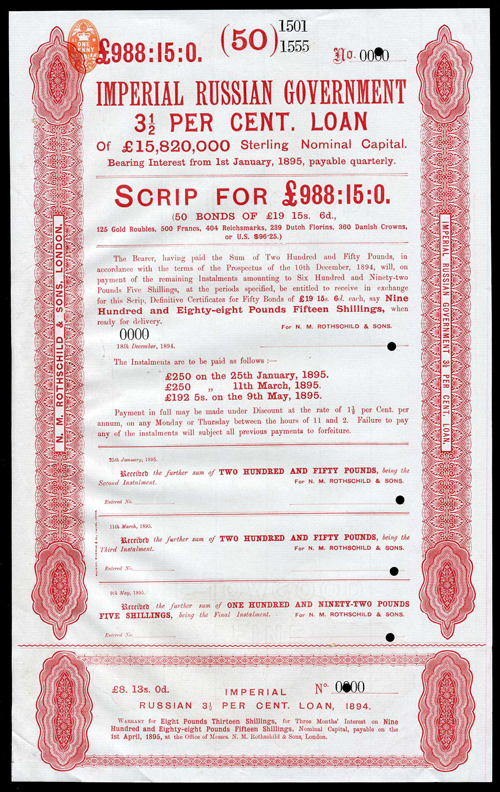 ONE
PENNY
£988:15:0.
(50)
1501
1555
No. 0000
IMPERIAL RUSSIAN GOVERNMENT
3½ PER CENT. LOAN
Of £15,820,000 Sterling Nominal Capital.
Bearing Interest from 1st January, 1895, payable quarterly.
SCRIP FOR £988:15:0.
(50 BONDS OF £19 15s. 6d.,
125 Gold Roubles, 500 Francs, 404 Reichsmarks, 239 Dutch Florins, 360 Danish Crowns,
or U.S. $96·25.)
The Bearer, having paid the Sum of Two Hundred and Fifty Pounds, in
accordance with the terms of the Prospectus of the 10th December, 1894, will, on
payment of the remaining Instalments amounting to Six Hundred and Ninety-two
Pounds Five Shillings, at the periods specified, be entitled to receive in exchange
for this Scrip, Definitive Certificates for Fifty Bonds of £19 15s. 6d. each, say Nine
Hundred and Eighty-eight Pounds Fifteen Shillings, when
ready for delivery.
For N. M. ROTHSCHILD & SONS.
0000
18th December, 1894.
The Instalments are to be paid as follows :—
£250 on the 25th January, 1895.
£250 „ 11th March, 1895.
£192 5s. on the 9th May, 1895.
Payment in full may be made under Discount at the rate of 1½ per Cent. per
annum, on any Monday or Thursday between the hours of 11 and 2. Failure to pay
any of the instalments will subject all previous payments to forfeiture.
25th January, 1895.
Received the further sum of TWO HUNDRED AND FIFTY POUNDS, being the
Second Instalment. For N. M. ROTHSCHILD & SONS.
Entered No.
11th March, 1895.
Received the further sum of TWO HUNDRED AND FIFTY POUNDS, being the
Third Instalment. For N. M. ROTHSCHILD & SONS.
Entered No.
9th May, 1895.
Received the further sum of ONE HUNDRED AND NINETY-TWO POUNDS
FIVE SHILLINGS, being the Final Instalment. For N. M. ROTHSCHILD & SONS.
Entered No.
N. M. ROTHSCHILD & SONS, LONDON.
IMPERIAL RUSSIAN GOVERNMENT 3½ PER CENT. LOAN.
£8. 13s. 0d. IMPERIAL No. 0000
RUSSIAN 3½ PER CENT. LOAN, 1894.
WARRANT for Eight Pounds Thirteen Shillings, for Three Months' Interest on Nine
Hundred and Eighty-eight Pounds Fifteen Shillings, Nominal Capital, payable on the
1st April, 1895, at the Office of Messrs. N. M. Rothschild & Sons, London.